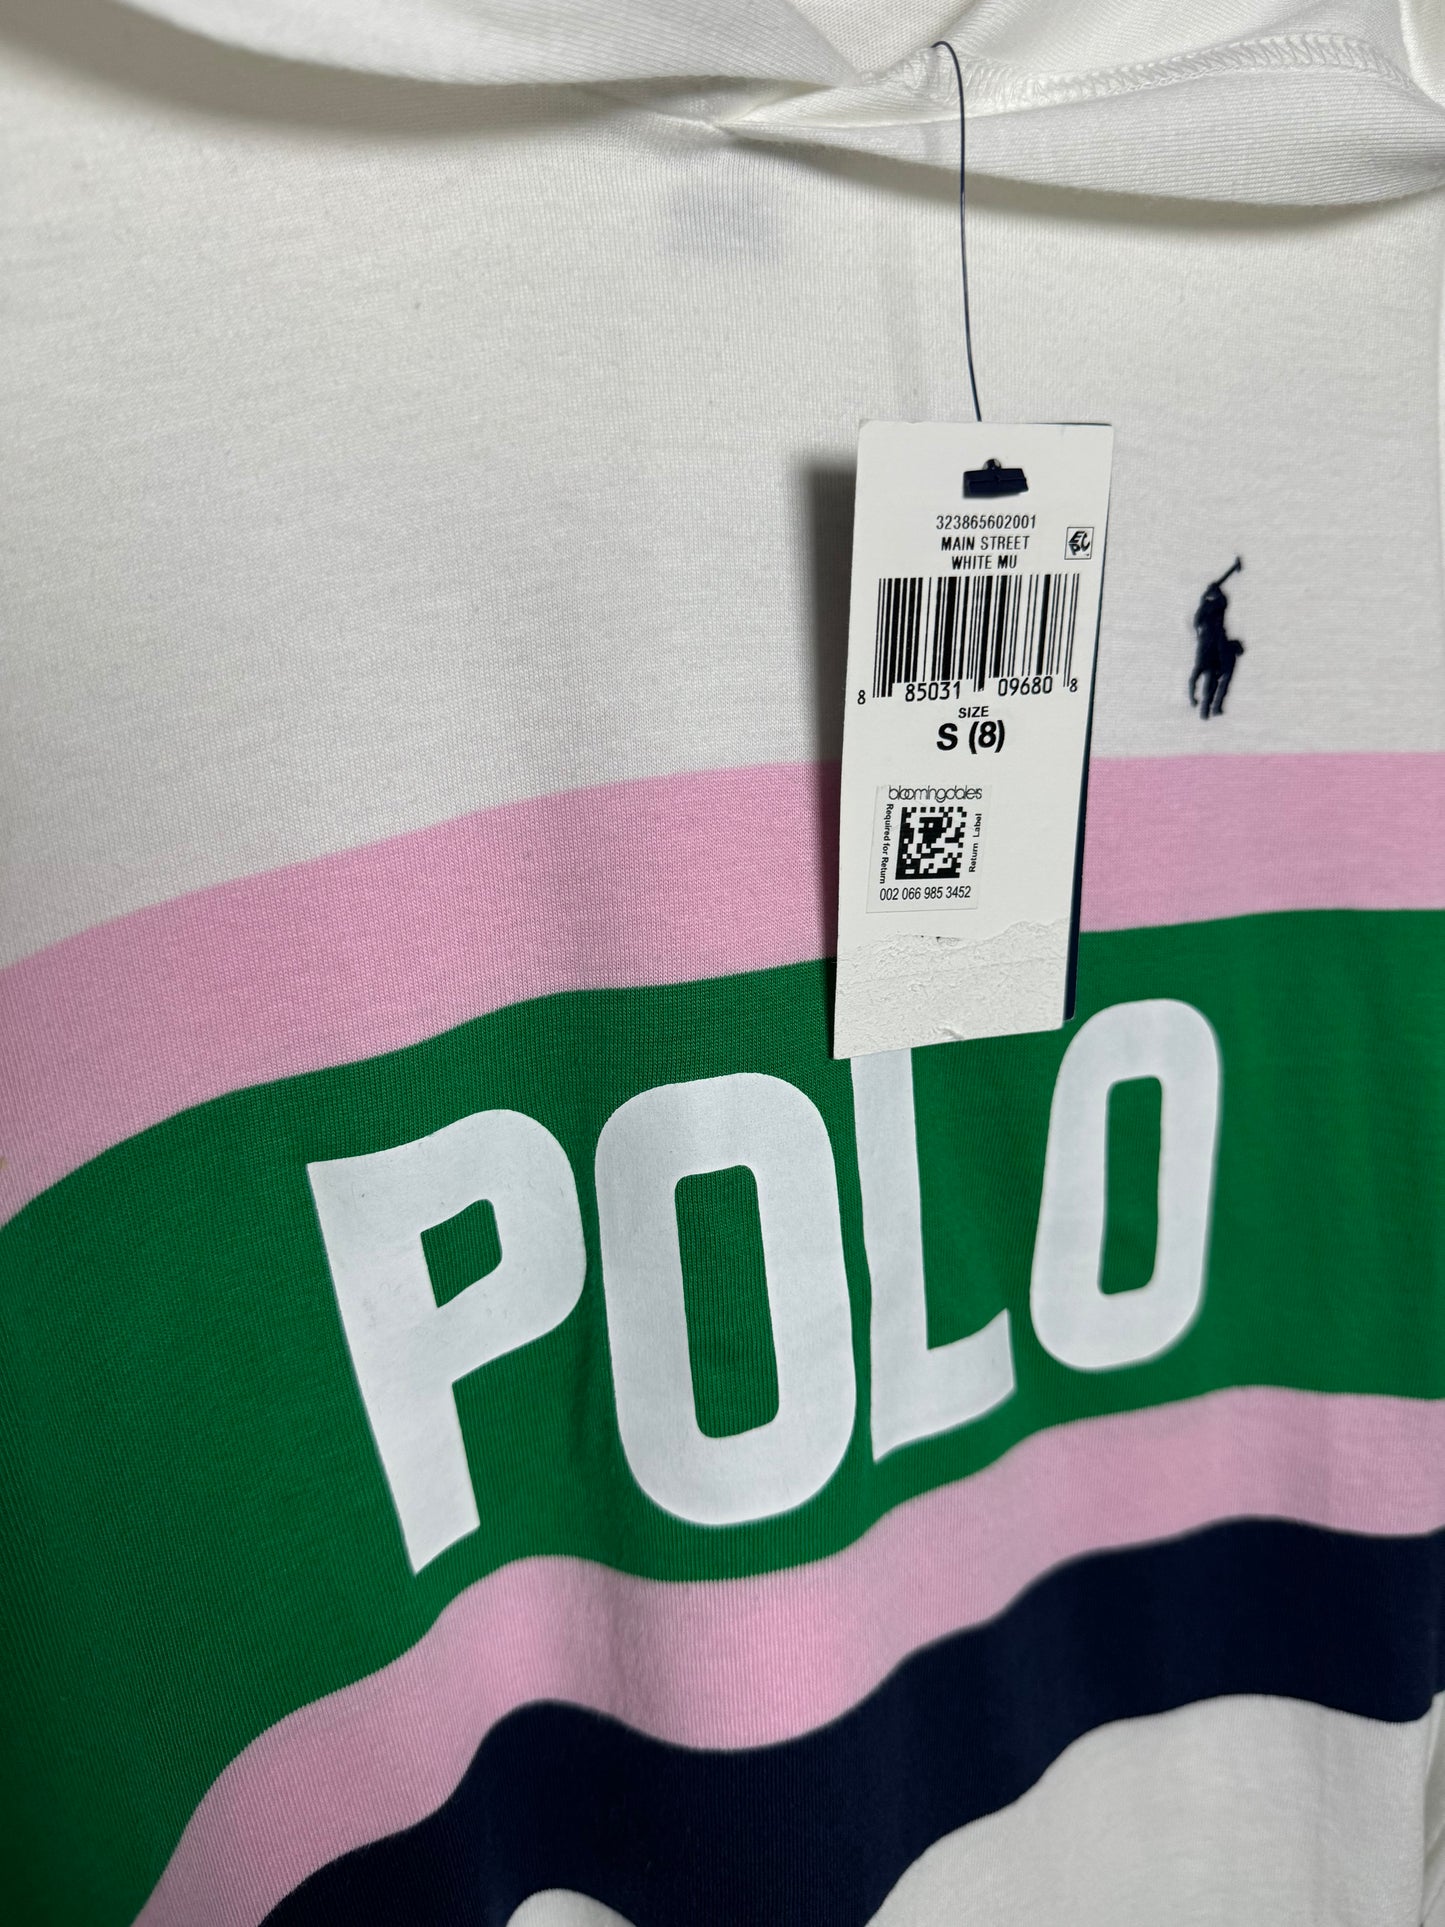 323865602001
MAIN STREET
WHITE MU
EPC
8 85031 09680 8
SIZE
S (8)
bloomingdales
Required for Return
Return Label
002 066 985 3452
POLO